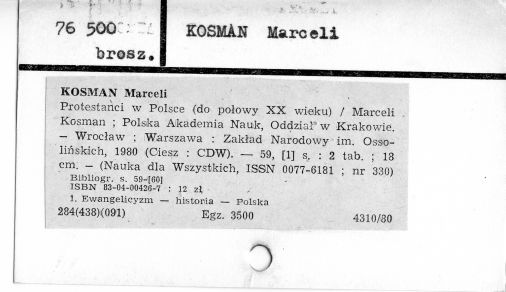 76 500
brosz.
KOSMAN Marceli
KOSMAN Marceli
Protestańci w Polsce (do połowy XX wieku) / Marceli
Kosman ; Polska Akademia Nauk, Oddział w Krakowie.
— Wrocław ; Warszawa : Zakład Narodowy im. Osso-
lińskich, 1980 (Ciesz : CDW). — 59, [1] s. : 2 tab. ; 18
cm. — (Nauka dla Wszystkich, ISSN 0077-6181 ; nr 330)
Bibliogr. s. 59-[60]
ISBN 83-04-00426-7 : 12 zł
1. Ewangelicyzm — historia — Polska
284(438)(091) Egz. 3500 4310/80